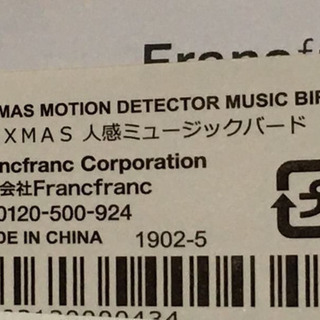 Francf
MAS MOTION DETECTOR MUSIC BIR
XMAS 人感ミュージックバード
ncfranc Corporation
会社Francfranc
0120-500-924
DE IN CHINA 1902-5
プラ